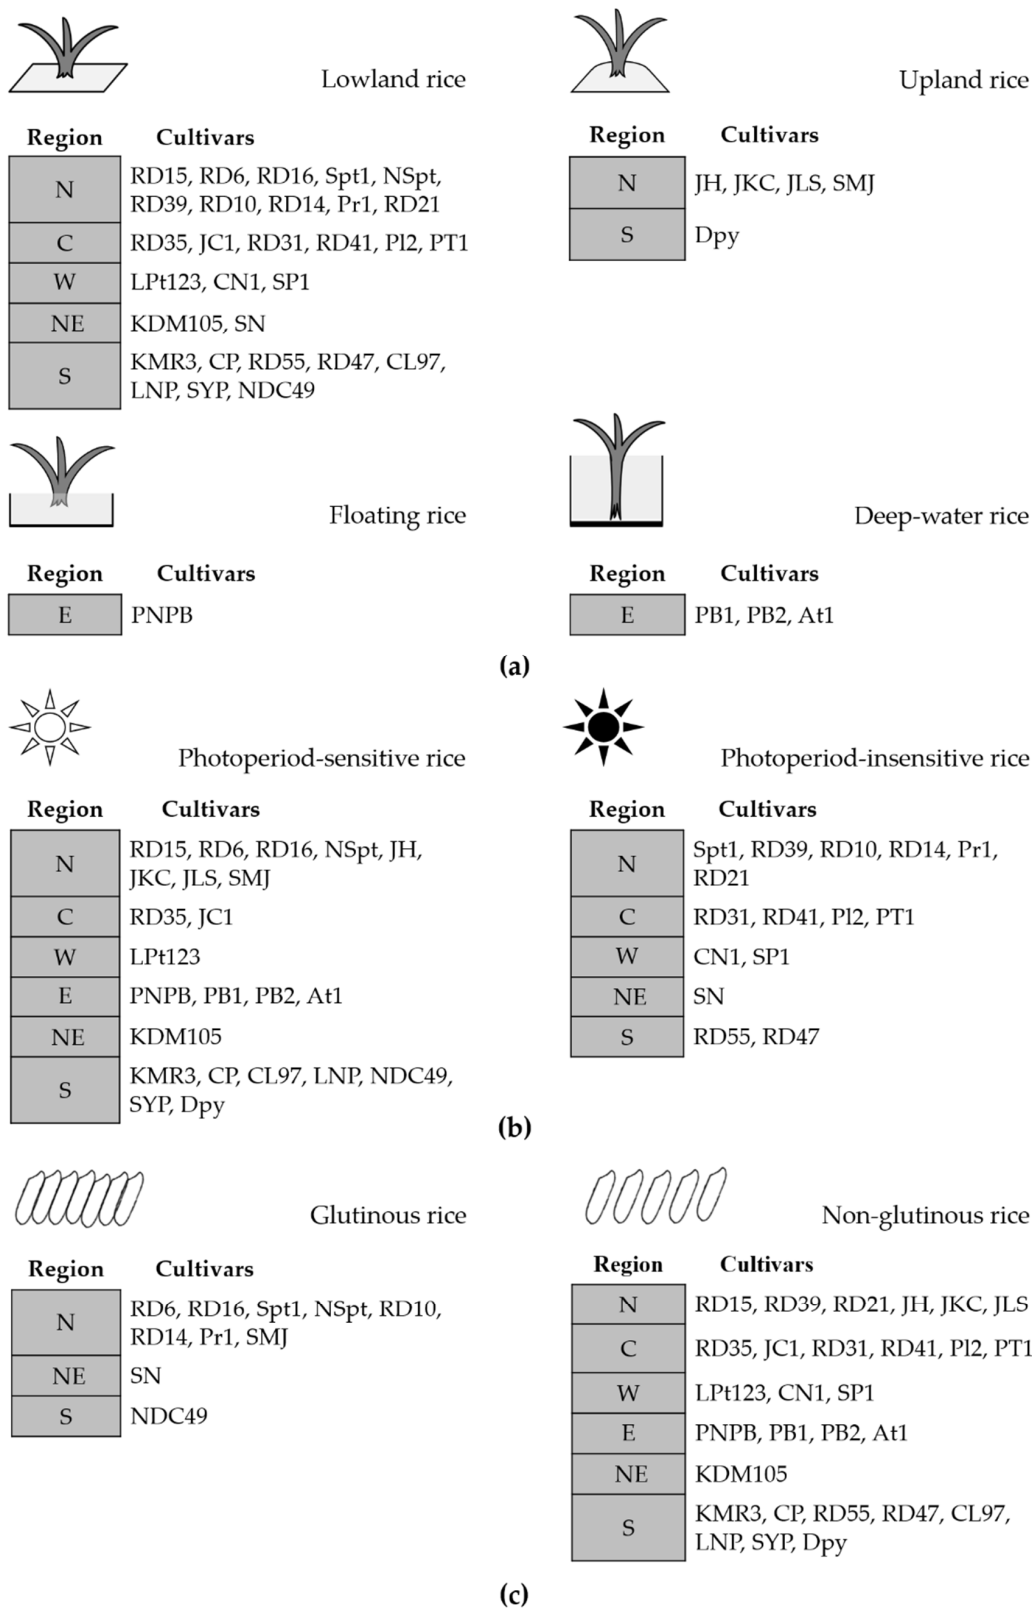 Lowland rice
Region Cultivars
N RD15, RD6, RD16, Spt1, NSpt,
RD39, RD10, RD14, Pr1, RD21
C RD35, JC1, RD31, RD41, Pl2, PT1
W LPt123, CN1, SP1
NE KDM105, SN
S KMR3, CP, RD55, RD47, CL97,
LNP, SYP, NDC49
Upland rice
Region Cultivars
N JH, JKC, JLS, SMJ
S Dpy
Floating rice
Region Cultivars
E PNPB
Deep-water rice
Region Cultivars
E PB1, PB2, At1
(a)
Photoperiod-sensitive rice
Region Cultivars
N RD15, RD6, RD16, NSpt, JH,
JKC, JLS, SMJ
C RD35, JC1
W LPt123
E PNPB, PB1, PB2, At1
NE KDM105
S KMR3, CP, CL97, LNP, NDC49,
SYP, Dpy
Photoperiod-insensitive rice
Region Cultivars
N Spt1, RD39, RD10, RD14, Pr1,
RD21
C RD31, RD41, Pl2, PT1
W CN1, SP1
NE SN
S RD55, RD47
(b)
Glutinous rice
Region Cultivars
N RD6, RD16, Spt1, NSpt, RD10,
RD14, Pr1, SMJ
NE SN
S NDC49
Non-glutinous rice
Region Cultivars
N RD15, RD39, RD21, JH, JKC, JLS
C RD35, JC1, RD31, RD41, Pl2, PT1
W LPt123, CN1, SP1
E PNPB, PB1, PB2, At1
NE KDM105
S KMR3, CP, RD55, RD47, CL97,
LNP, SYP, Dpy
(c)